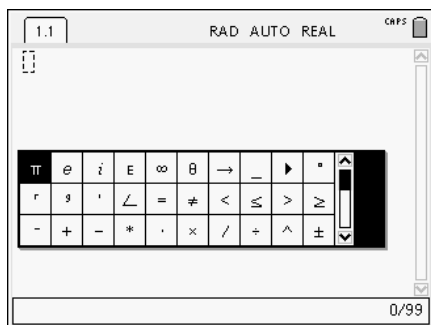 1.1 RAD AUTO REAL CAPS
π e i E ∞ θ → _ ▶ °
r g ' ∠ = ≠ < ≤ > ≥
- + − * · × / ÷ ^ ±
0/99